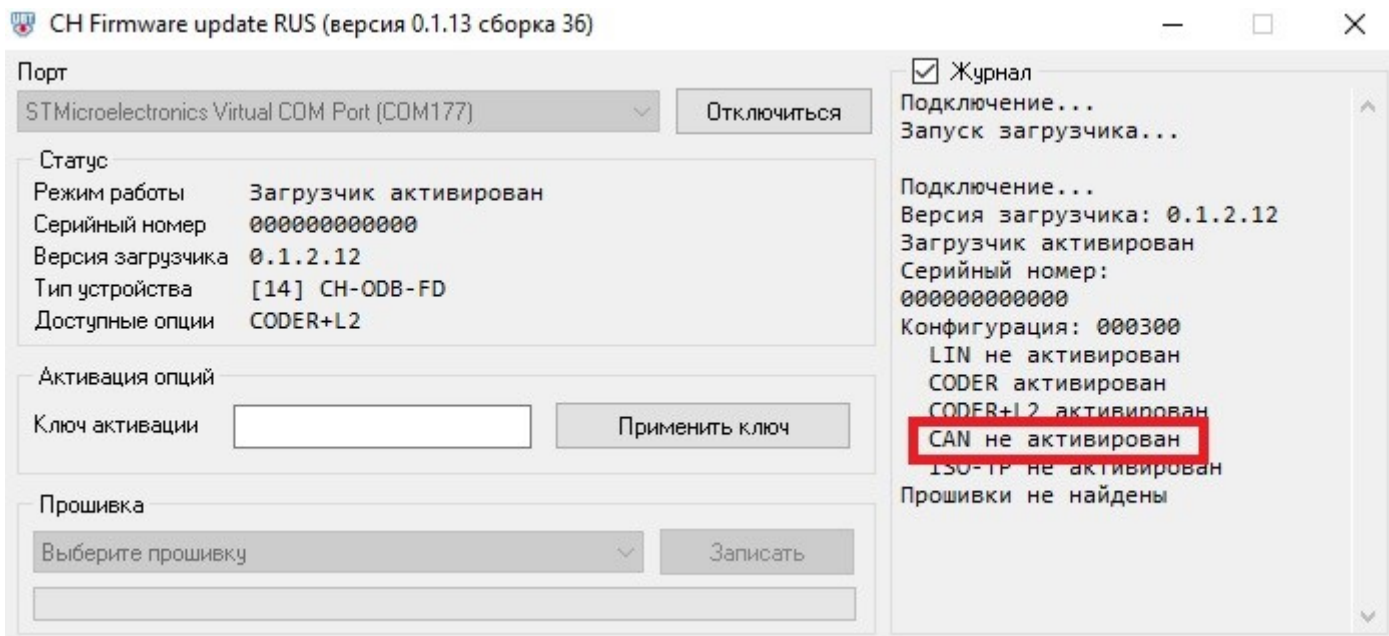 CH Firmware update RUS (версия 0.1.13 сборка 36)
Порт
STMicroelectronics Virtual COM Port (COM177)
Отключиться
Статус
Режим работы Загрузчик активирован
Серийный номер 000000000000
Версия загрузчика 0.1.2.12
Тип устройства [14] CH-ODB-FD
Доступные опции CODER+L2
Активация опций
Ключ активации
Применить ключ
Прошивка
Выберите прошивку
Записать
Журнал
Подключение...
Запуск загрузчика...
Подключение...
Версия загрузчика: 0.1.2.12
Загрузчик активирован
Серийный номер:
000000000000
Конфигурация: 000300
LIN не активирован
CODER активирован
CODER+L2 активирован
CAN не активирован
ISO-TP не активирован
Прошивки не найдены